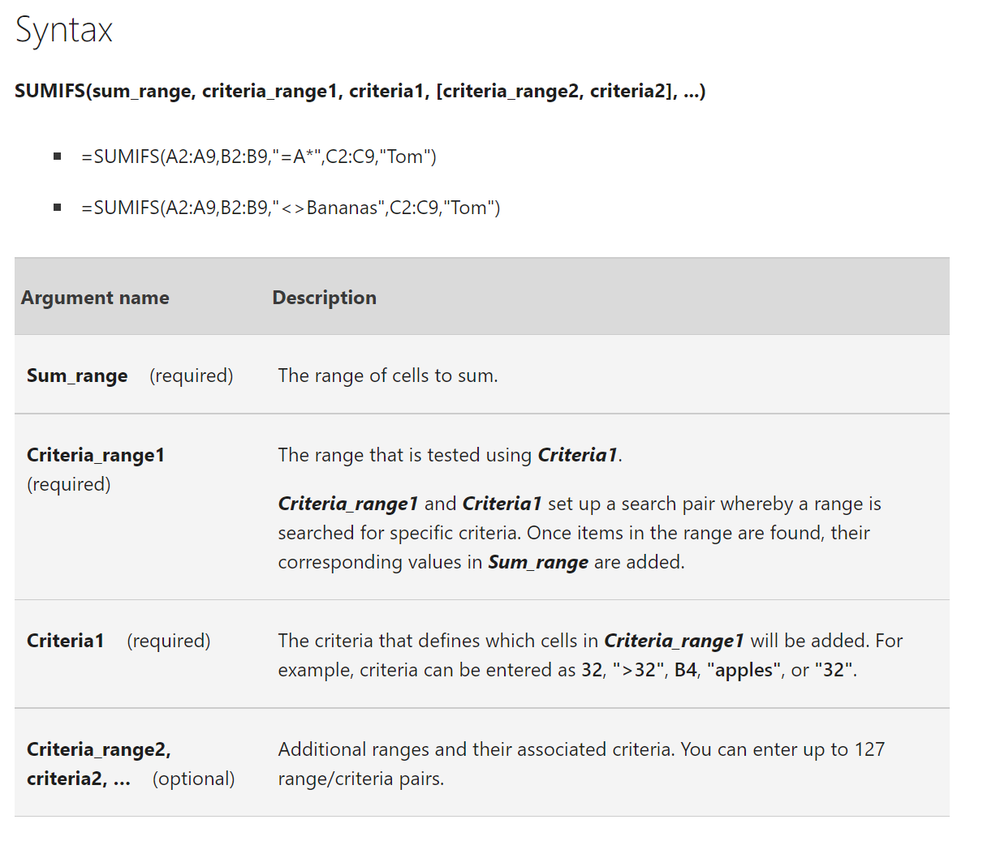 Syntax
SUMIFS(sum_range, criteria_range1, criteria1, [criteria_range2, criteria2], ...)
=SUMIFS(A2:A9,B2:B9,"=A*",C2:C9,"Tom")
=SUMIFS(A2:A9,B2:B9,"<>Bananas",C2:C9,"Tom")
Argument name Description
Sum_range (required) The range of cells to sum.
Criteria_range1
(required)
The range that is tested using Criteria1.
Criteria_range1 and Criteria1 set up a search pair whereby a range is
searched for specific criteria. Once items in the range are found, their
corresponding values in Sum_range are added.
Criteria1 (required)
The criteria that defines which cells in Criteria_range1 will be added. For
example, criteria can be entered as 32, ">32", B4, "apples", or "32".
Criteria_range2,
criteria2, … (optional)
Additional ranges and their associated criteria. You can enter up to 127
range/criteria pairs.